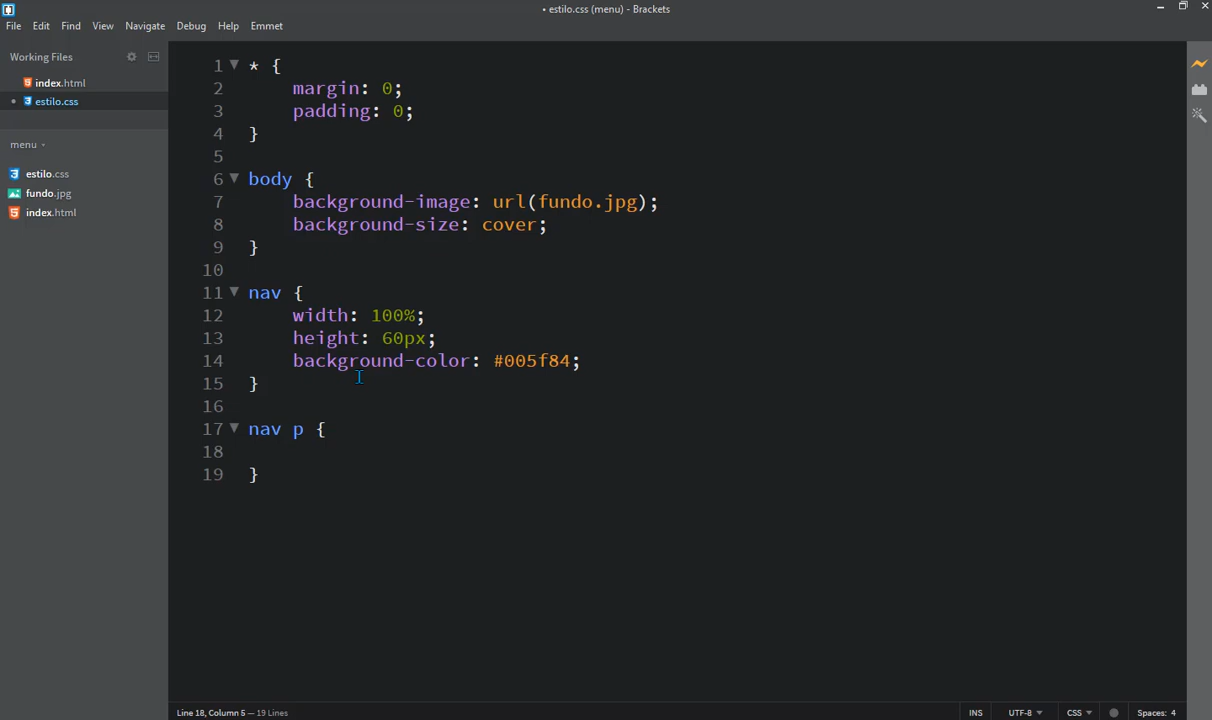 • estilo.css (menu) - Brackets
File Edit Find View Navigate Debug Help Emmet
Working Files
index.html
• estilo.css
menu
estilo.css
fundo.jpg
index.html
1 * {
2     margin: 0;
3     padding: 0;
4 }
5
6 body {
7     background-image: url(fundo.jpg);
8     background-size: cover;
9 }
10
11 nav {
12     width: 100%;
13     height: 60px;
14     background-color: #005f84;
15 }
16
17 nav p {
18
19 }
Line 18, Column 5 — 19 Lines
INS UTF-8 CSS Spaces: 4